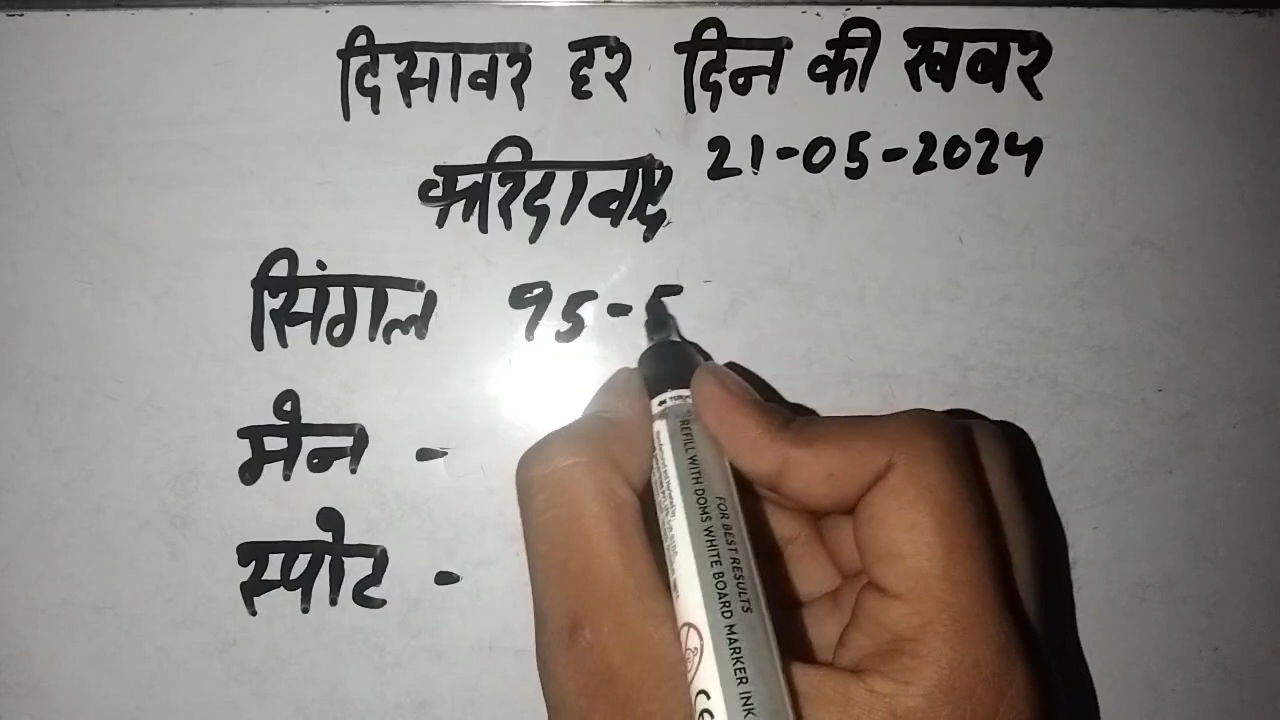 दिसावर हर दिन की खबर
21-05-2024
फरिदाबाद
सिंगल 95-5
मेन -
स्पोट -
REFILL WITH DOMS WHITE BOARD MARKER INK
FOR BEST RESULTS
CE